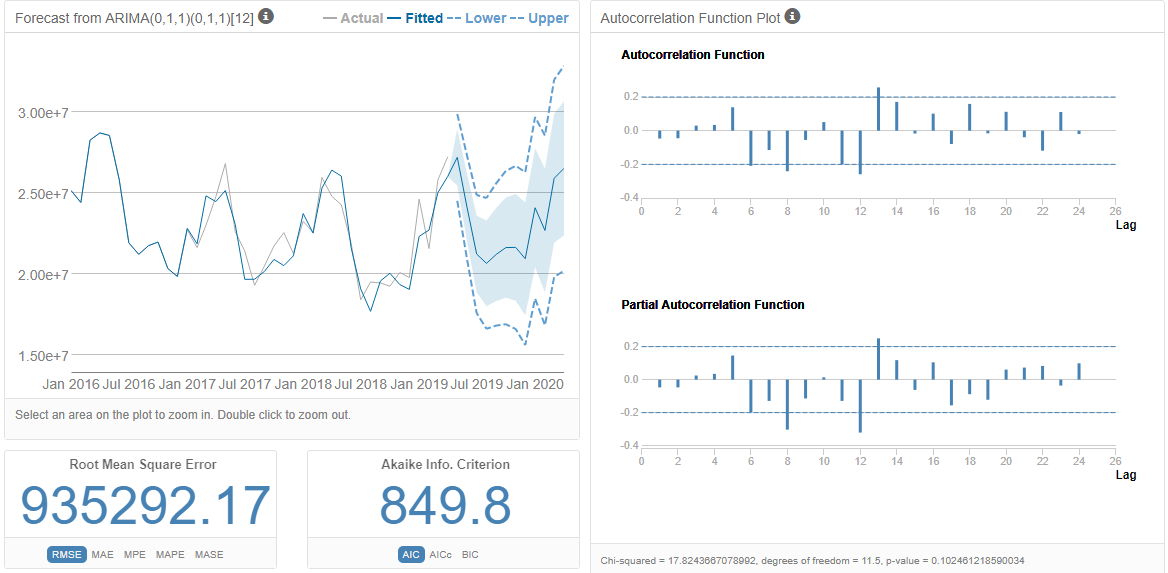 Forecast from ARIMA(0,1,1)(0,1,1)[12]
Actual Fitted Lower Upper
3.00e+7
2.50e+7
2.00e+7
1.50e+7
Jan 2016 Jul 2016 Jan 2017 Jul 2017 Jan 2018 Jul 2018 Jan 2019 Jul 2019 Jan 2020
Select an area on the plot to zoom in. Double click to zoom out.
Root Mean Square Error
935292.17
RMSE MAE MPE MAPE MASE
Akaike Info. Criterion
849.8
AIC AICc BIC
Autocorrelation Function Plot
Autocorrelation Function
0.2
0.0
-0.2
-0.4
0 2 4 6 8 10 12 14 16 18 20 22 24 26
Lag
Partial Autocorrelation Function
0.2
0.0
-0.2
-0.4
0 2 4 6 8 10 12 14 16 18 20 22 24 26
Lag
Chi-squared = 17.8243667078992, degrees of freedom = 11.5, p-value = 0.102461218590034